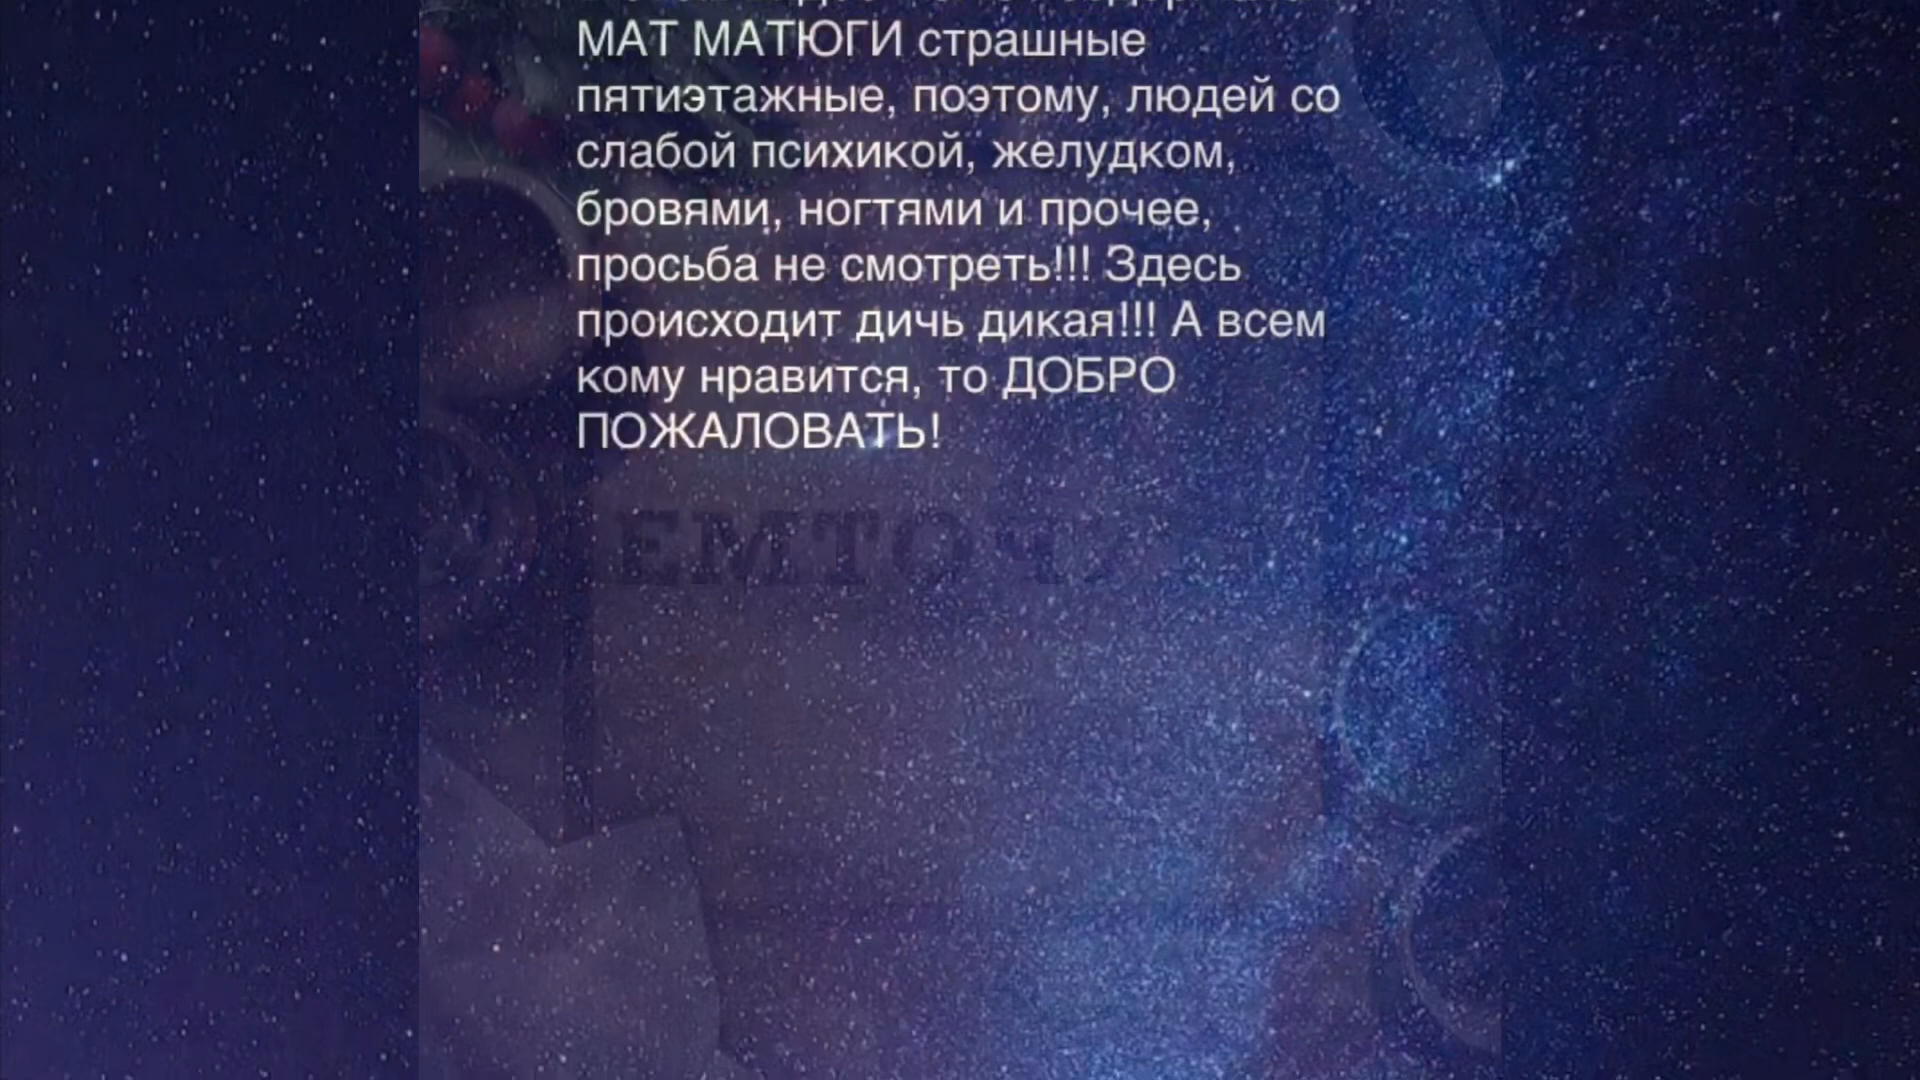 МАТ МАТЮГИ страшные
пятиэтажные, поэтому, людей со
слабой психикой, желудком,
бровями, ногтями и прочее,
просьба не смотреть!!! Здесь
происходит дичь дикая!!! А всем
кому нравится, то ДОБРО
ПОЖАЛОВАТЬ!